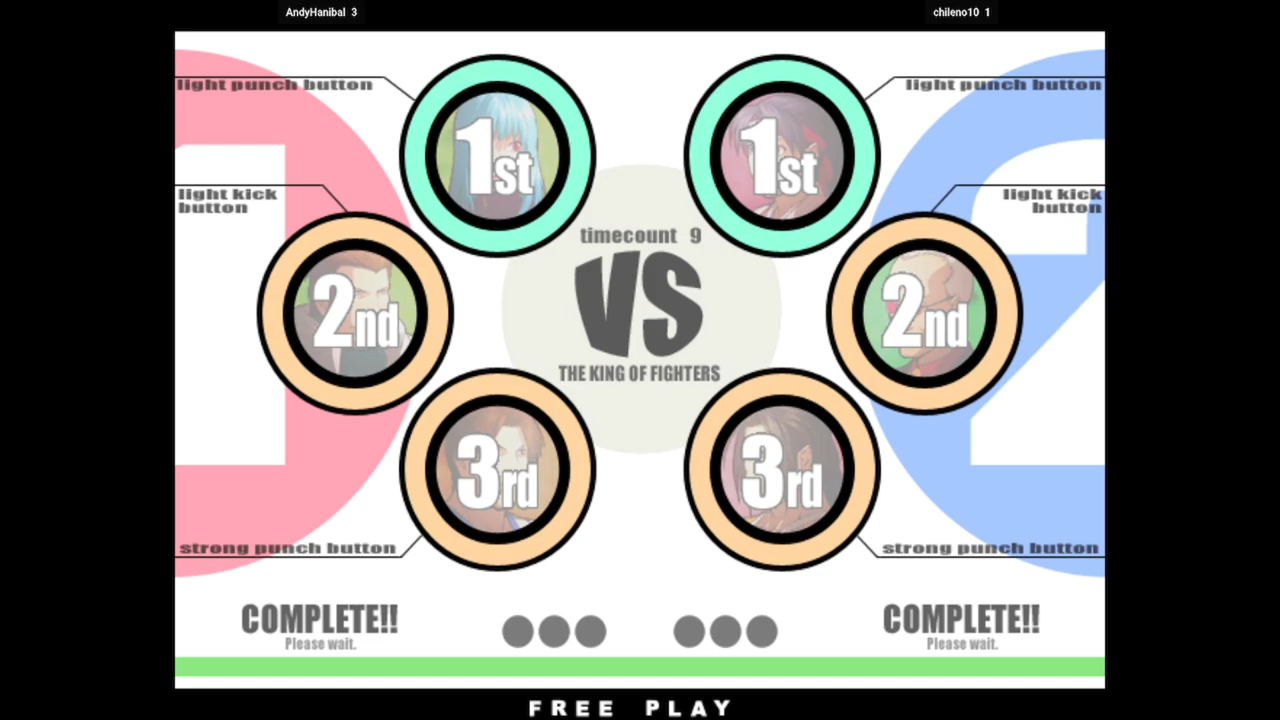 AndyHanibal 3
chileno10 1
light punch button
light punch button
1st
1st
light kick
button
light kick
button
timecount 9
VS
THE KING OF FIGHTERS
2nd
2nd
3rd
3rd
strong punch button
strong punch button
COMPLETE!!
Please wait.
COMPLETE!!
Please wait.
1
2
FREE PLAY